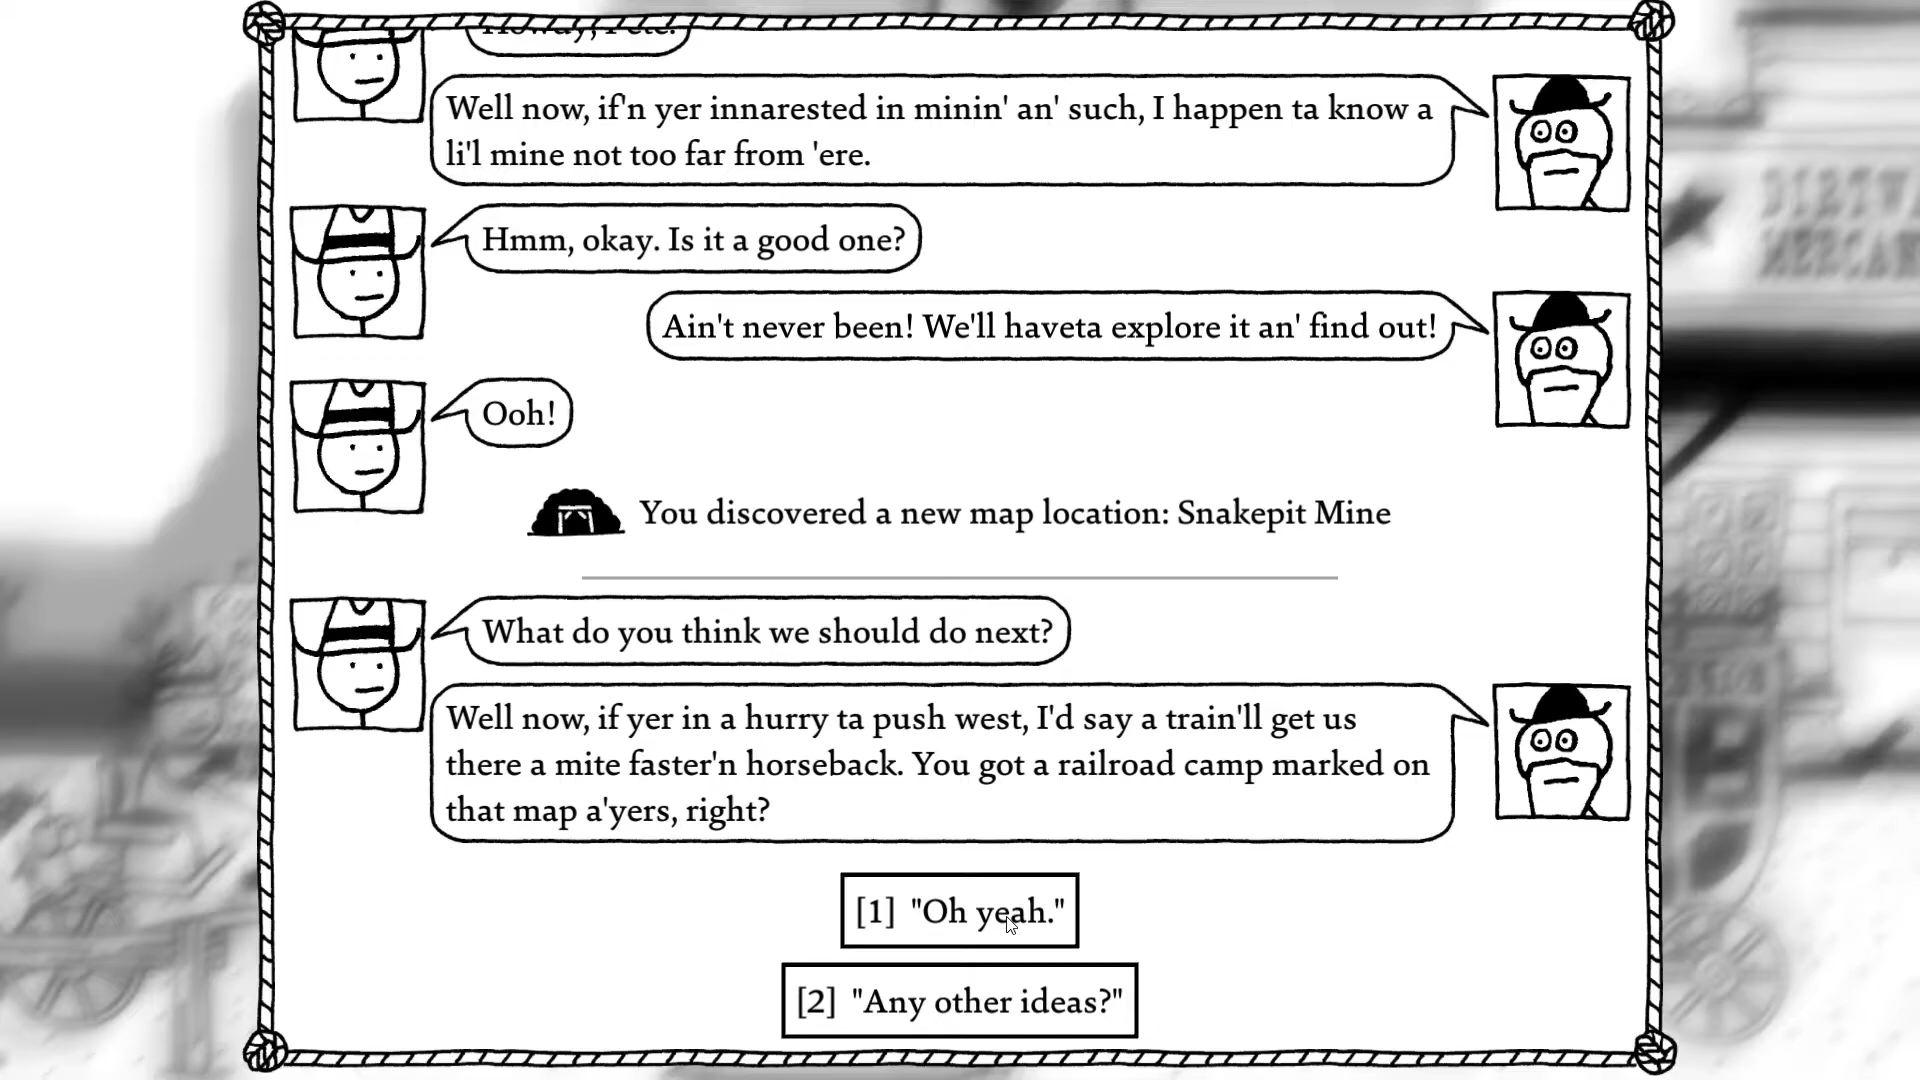 Howdy, Pete.
Well now, if'n yer innarested in minin' an' such, I happen ta know a
li'l mine not too far from 'ere.
Hmm, okay. Is it a good one?
Ain't never been! We'll haveta explore it an' find out!
Ooh!
You discovered a new map location: Snakepit Mine
What do you think we should do next?
Well now, if yer in a hurry ta push west, I'd say a train'll get us
there a mite faster'n horseback. You got a railroad camp marked on
that map a'yers, right?
[1] "Oh yeah."
[2] "Any other ideas?"